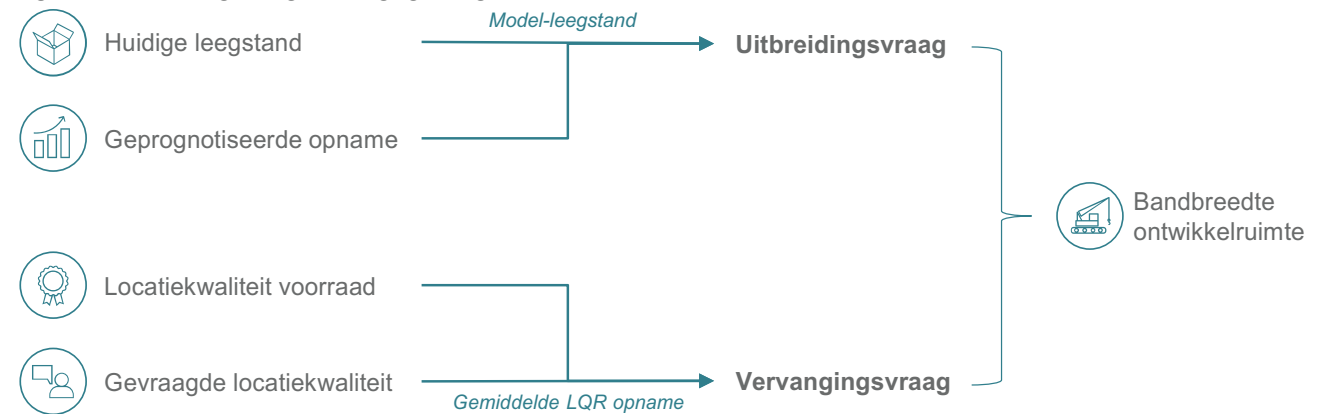 Model-leegstand
Huidige leegstand
Uitbreidingsvraag
Geprognotiseerde opname
Bandbreedte
ontwikkelruimte
Locatiekwaliteit voorraad
Gevraagde locatiekwaliteit
Vervangingsvraag
Gemiddelde LQR opname